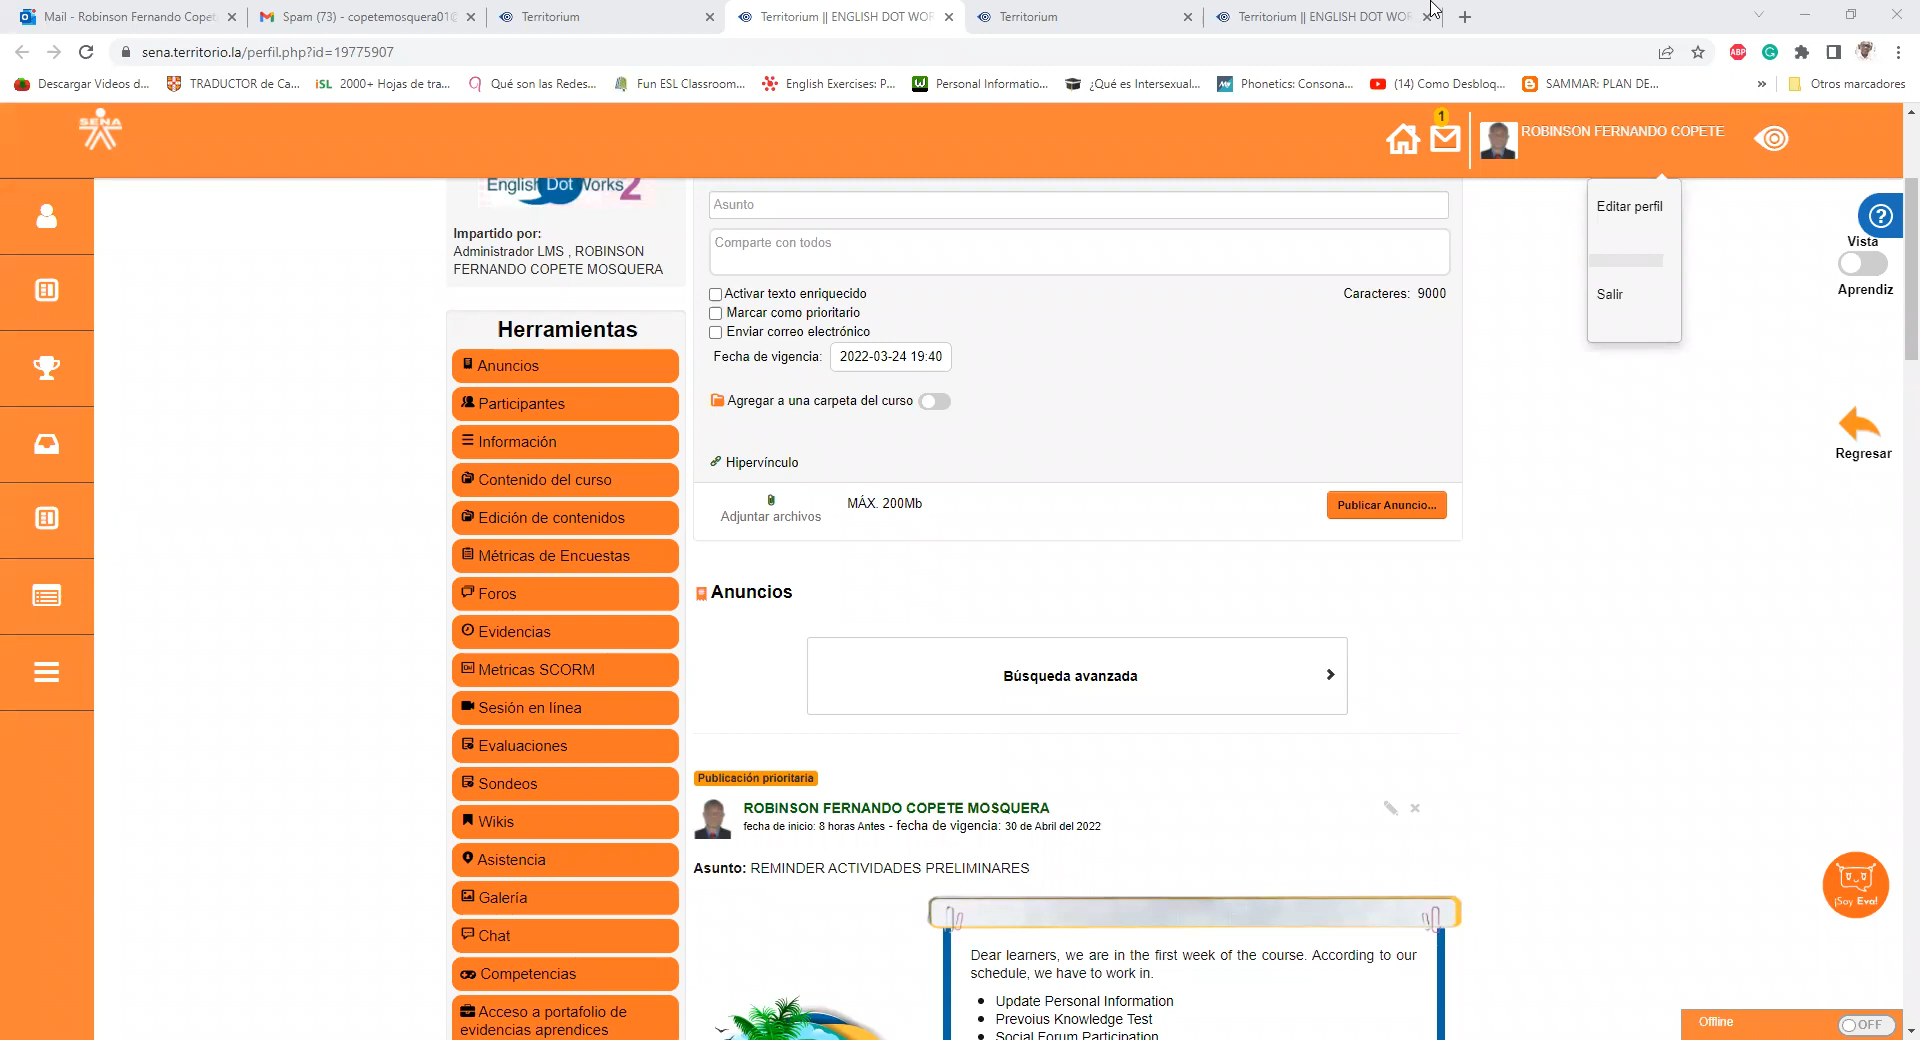 Mail - Robinson Fernando Copet
Spam (73) - copetemosquera01@
Territorium
Territorium || ENGLISH DOT WOR
Territorium
Territorium || ENGLISH DOT WOR
sena.territorio.la/perfil.php?id=19775907
ABP
Descargar Videos d...
TRADUCTOR de Ca...
iSL 2000+ Hojas de tra...
Qué son las Redes...
Fun ESL Classroom...
English Exercises: P...
Personal Informatio...
¿Qué es Intersexual...
Phonetics: Consona...
(14) Como Desbloq...
SAMMAR: PLAN DE...
»
Otros marcadores
SENA
1
ROBINSON FERNANDO COPETE
Editar perfil
Salir
?
Vista
Aprendiz
Regresar
English Dot Works 2
Impartido por:
Administrador LMS , ROBINSON
FERNANDO COPETE MOSQUERA
Herramientas
Anuncios
Participantes
Información
Contenido del curso
Edición de contenidos
Métricas de Encuestas
Foros
Evidencias
Metricas SCORM
Sesión en línea
Evaluaciones
Sondeos
Wikis
Asistencia
Galería
Chat
Competencias
Acceso a portafolio de
evidencias aprendices
Asunto
Comparte con todos
Activar texto enriquecido
Caracteres: 9000
Marcar como prioritario
Enviar correo electrónico
Fecha de vigencia: 2022-03-24 19:40
Agregar a una carpeta del curso
Hipervínculo
Adjuntar archivos
MÁX. 200Mb
Publicar Anuncio...
Anuncios
Búsqueda avanzada
Publicación prioritaria
ROBINSON FERNANDO COPETE MOSQUERA
fecha de inicio: 8 horas Antes - fecha de vigencia: 30 de Abril del 2022
Asunto: REMINDER ACTIVIDADES PRELIMINARES
Dear learners, we are in the first week of the course. According to our
schedule, we have to work in.
• Update Personal Information
• Prevoius Knowledge Test
• Social Forum Participation
¡Soy Eva!
Offline
OFF